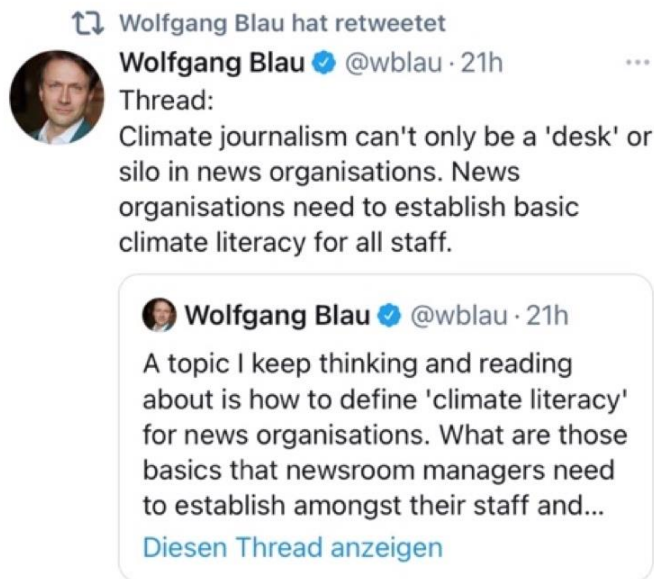 Wolfgang Blau hat retweetet
Wolfgang Blau @wblau · 21h
Thread:
Climate journalism can't only be a 'desk' or
silo in news organisations. News
organisations need to establish basic
climate literacy for all staff.
Wolfgang Blau @wblau · 21h
A topic I keep thinking and reading
about is how to define 'climate literacy'
for news organisations. What are those
basics that newsroom managers need
to establish amongst their staff and...
Diesen Thread anzeigen